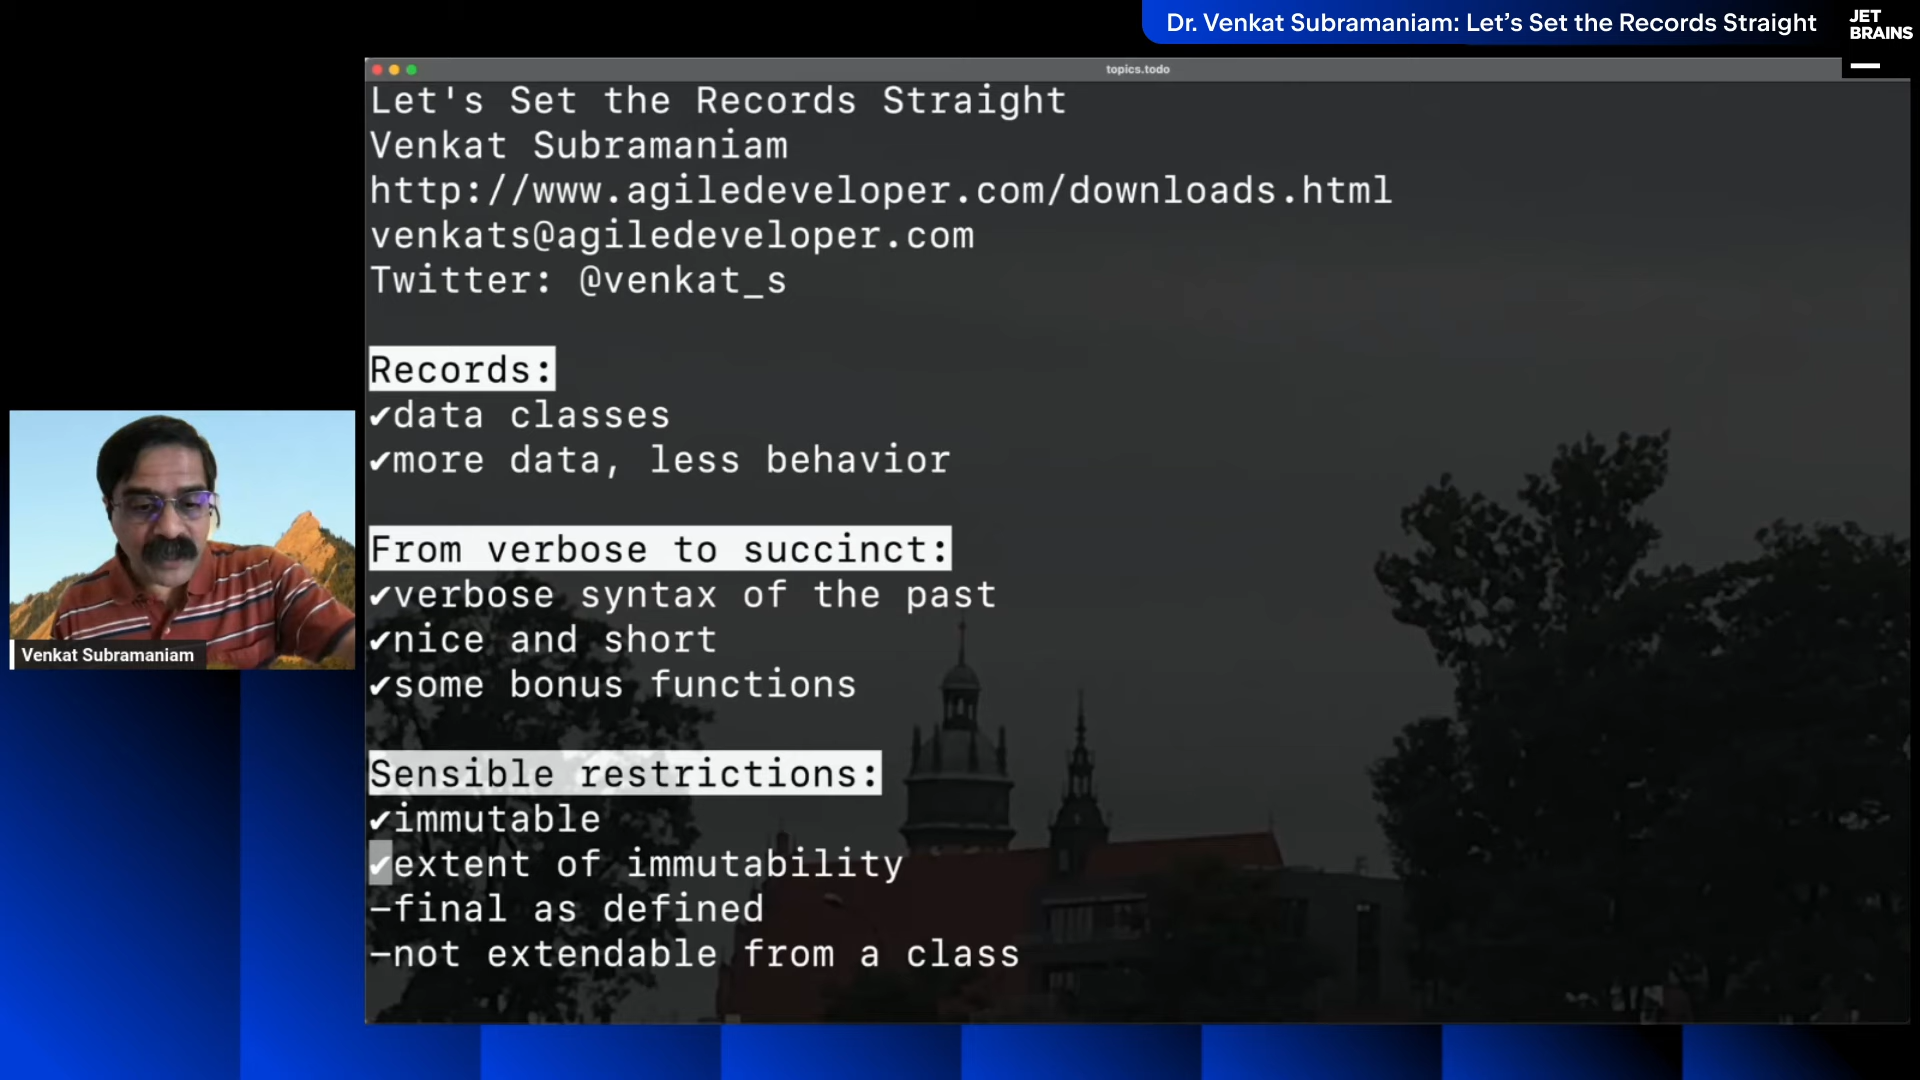 Dr. Venkat Subramaniam: Let’s Set the Records Straight
JET
BRAINS
topics.todo
Let's Set the Records Straight
Venkat Subramaniam
http://www.agiledeveloper.com/downloads.html
venkats@agiledeveloper.com
Twitter: @venkat_s
Records:
✔data classes
✔more data, less behavior
From verbose to succinct:
✔verbose syntax of the past
✔nice and short
✔some bonus functions
Sensible restrictions:
✔immutable
✔extent of immutability
—final as defined
—not extendable from a class
Venkat Subramaniam